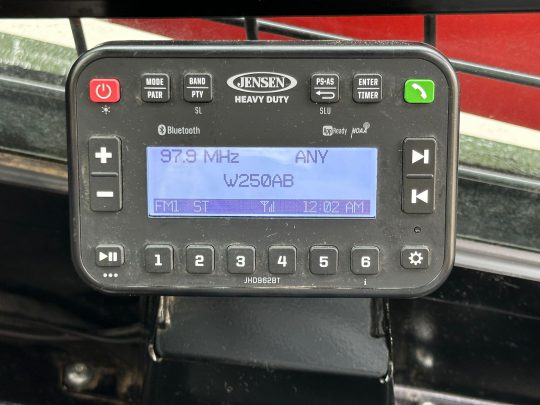 MODE
PAIR
BAND
PTY
SL
JENSEN
HEAVY DUTY
PS-AS
SLU
ENTER
TIMER
Bluetooth
Ready
97.9 MHz ANY
W250AB
FM1 ST 12:02 AM
1 2 3 4 5 6
i
JHD962BT